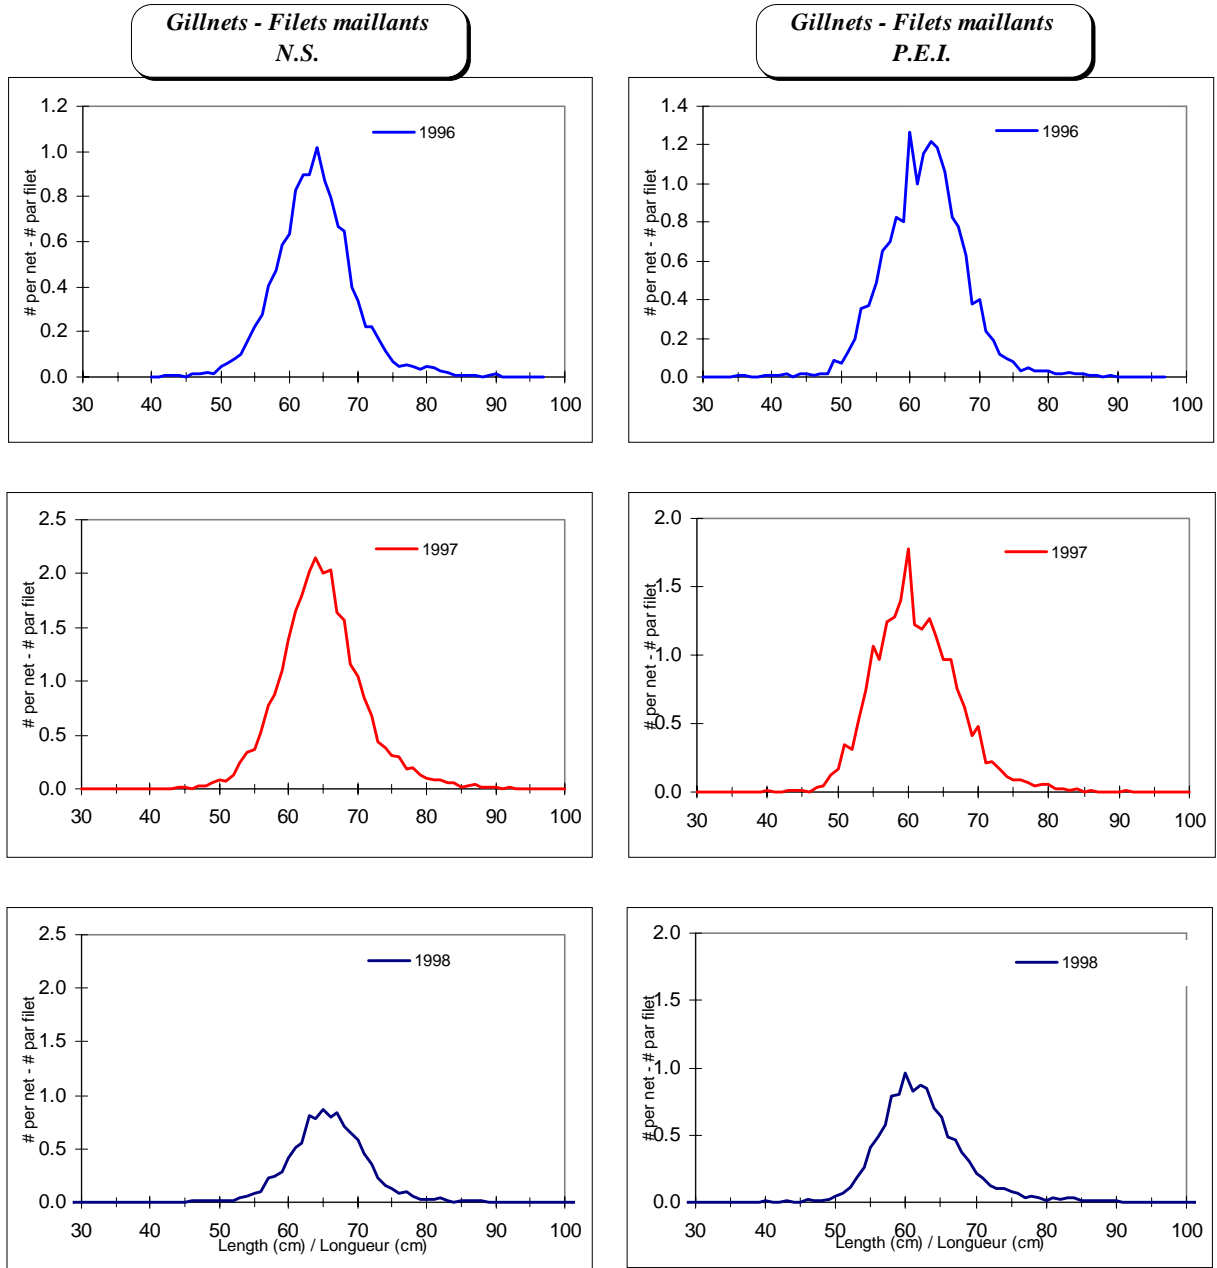 Gillnets - Filets maillants
N.S.
Gillnets - Filets maillants
P.E.I.
# per net - # par filet
1.2
1.0
0.8
0.6
0.4
0.2
0.0
1996
30 40 50 60 70 80 90 100
# per net - # par filet
1.4
1.2
1.0
0.8
0.6
0.4
0.2
0.0
1996
30 40 50 60 70 80 90 100
# per net - # par filet
2.5
2.0
1.5
1.0
0.5
0.0
1997
30 40 50 60 70 80 90 100
# per net - # par filet
2.0
1.5
1.0
0.5
0.0
1997
30 40 50 60 70 80 90 100
# per net - # par filet
2.5
2.0
1.5
1.0
0.5
0.0
1998
30 40 50 60 70 80 90 100
Length (cm) / Longueur (cm)
# per net - # par filet
2.0
1.5
1.0
0.5
0.0
1998
30 40 50 60 70 80 90 100
Length (cm) / Longueur (cm)